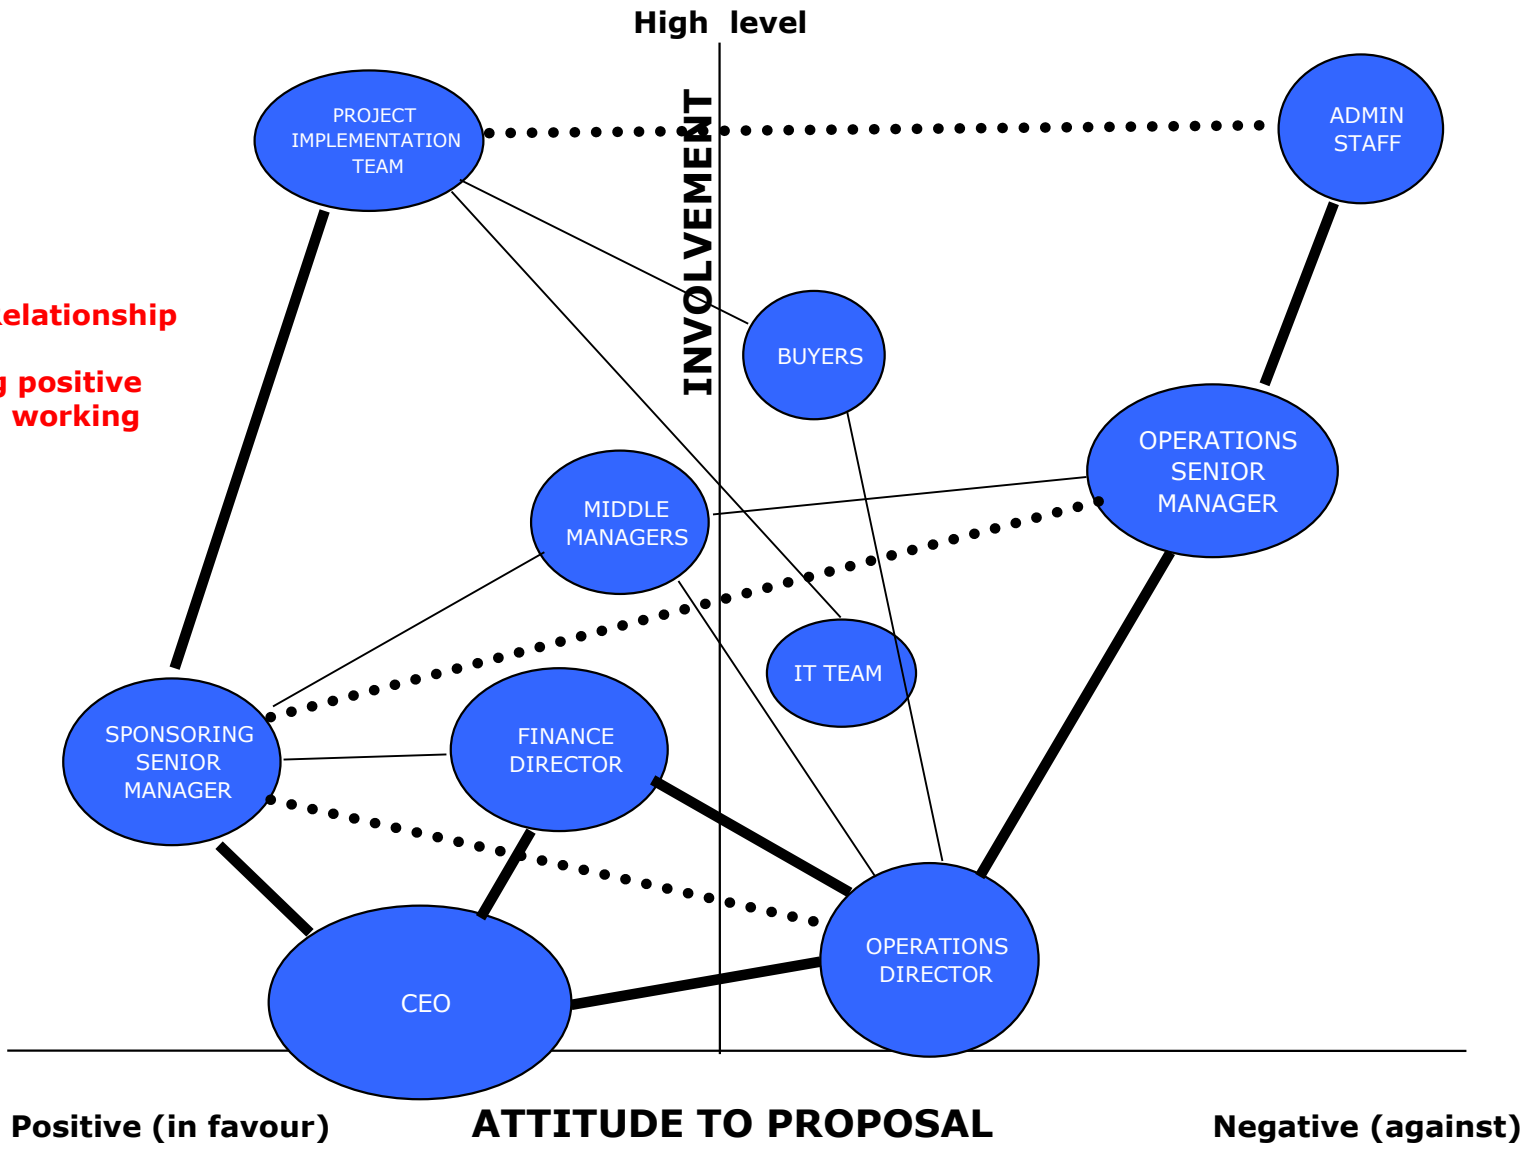 High level
PROJECT
IMPLEMENTATION
TEAM
ADMIN
STAFF
INVOLVEMENT
positive
working
BUYERS
OPERATIONS
SENIOR
MANAGER
MIDDLE
MANAGERS
IT TEAM
SPONSORING
SENIOR
MANAGER
FINANCE
DIRECTOR
OPERATIONS
DIRECTOR
CEO
Positive (in favour)
ATTITUDE TO PROPOSAL
Negative (against)